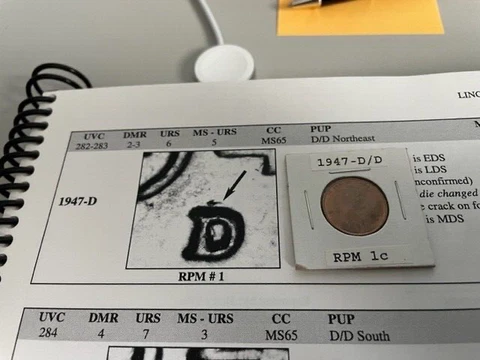 LINC
UVC DMR URS MS - URS CC PUP
282-283 2-3 6 5 MS65 D/D Northeast
1947-D
D
RPM # 1
1947-D/D
RPM 1c
is EDS
is LDS
nconfirmed)
die changed
crack on fo
is MDS
UVC DMR URS MS - URS CC PUP
284 4 7 3 MS65 D/D South